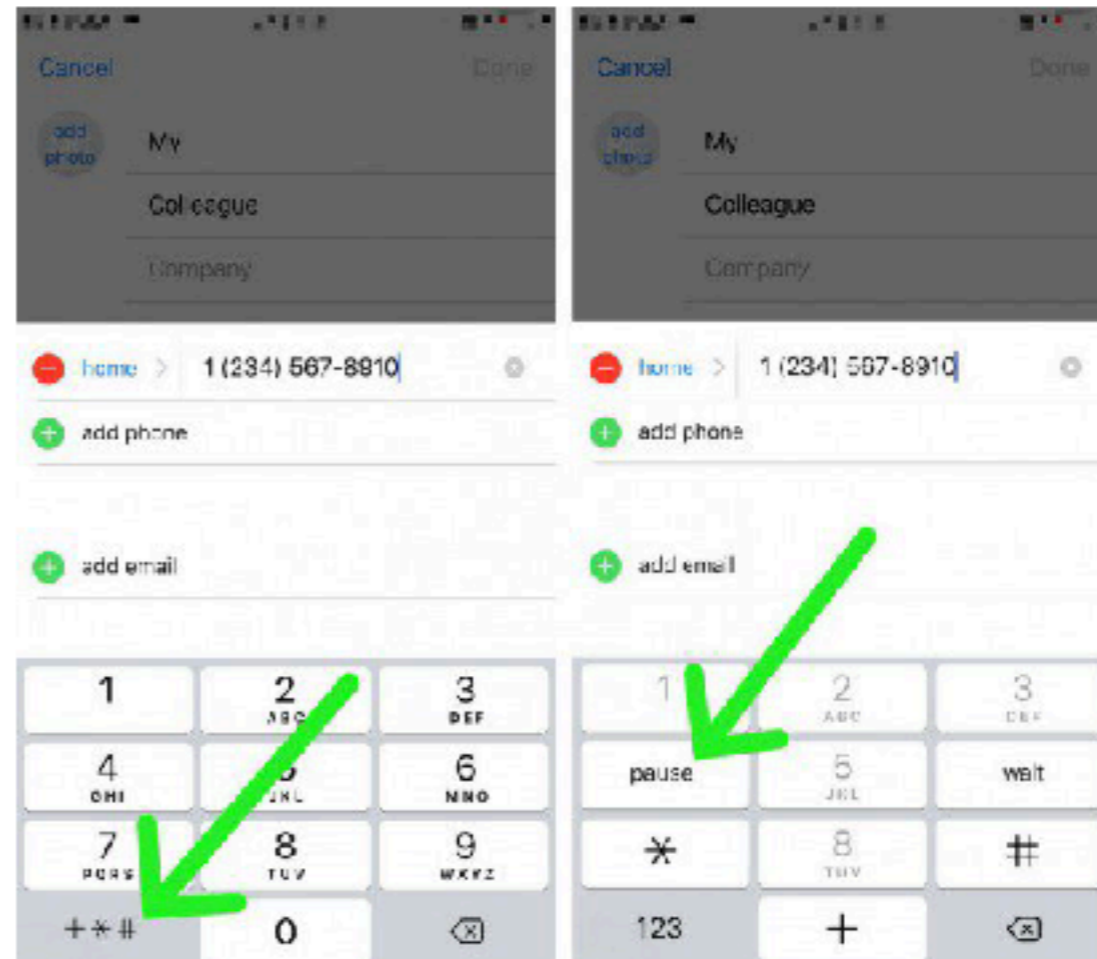 Cancel Done
add photo
My
Colleague
Company
home > 1 (234) 567-8910
add phone
add email
1 2 ABC 3 DEF
4 GHI 5 JKL 6 MNO
7 PQRS 8 TUV 9 WXYZ
+*# 0
Cancel Done
add photo
My
Colleague
Company
home > 1 (234) 567-8910
add phone
add email
1 2 ABC 3 DEF
pause 5 JKL wait
* 8 TUV #
123 +